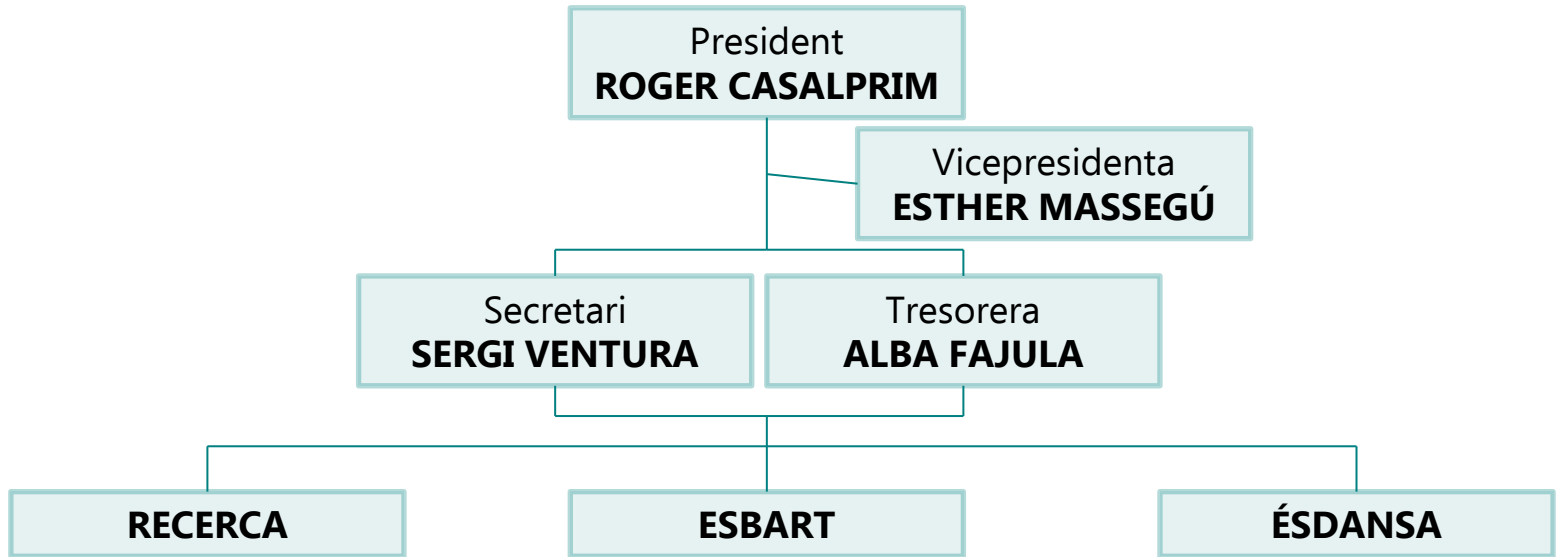 President
ROGER CASALPRIM
Vicepresidenta
ESTHER MASSEGÚ
Secretari
SERGI VENTURA
Tresorera
ALBA FAJULA
RECERCA
ESBART
ÉSDANSA